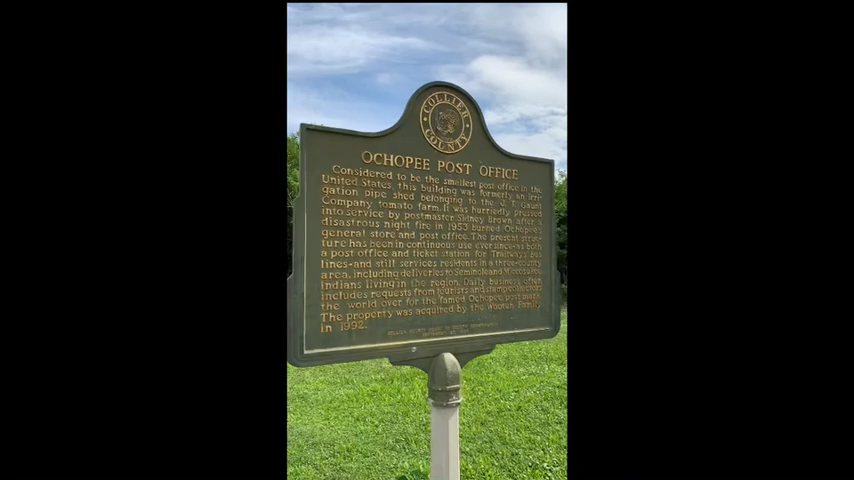 COLLIER
COUNTY
OCHOPEE POST OFFICE
Considered to be the smallest post office in the
United States, this building was formerly an irri-
gation pipe shed belonging to the J. T. Gaunt
Company tomato farm. It was hurriedly pressed
into service by postmaster Sidney Brown after a
disastrous night fire in 1953 burned Ochopee's
general store and post office. The present struc-
ture has been in continuous use ever since-as both
a post office and ticket station for Trailways bus
lines-and still services residents in a three-county
area, including deliveries to Seminole and Miccosukee
Indians living in the region. Daily business often
includes requests from tourists and stamp collectors
the world over for the famed Ochopee post mark.
The property was acquired by the Wooten Family
in 1992.
COLLIER COUNTY